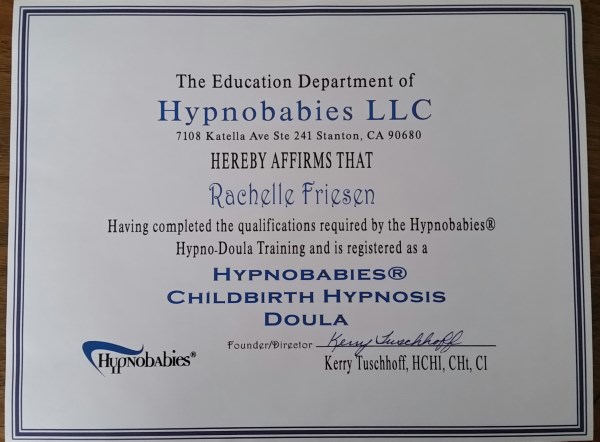 The Education Department of
Hypnobabies LLC
7108 Katella Ave Ste 241 Stanton, CA 90680
HEREBY AFFIRMS THAT
Rachelle Friesen
Having completed the qualifications required by the Hypnobabies®
Hypno-Doula Training and is registered as a
HYPNOBABIES®
CHILDBIRTH HYPNOSIS
DOULA
Founder/Director Kerry Tuschhoff
Hypnobabies® Kerry Tuschhoff, HCHI, CHt, CI